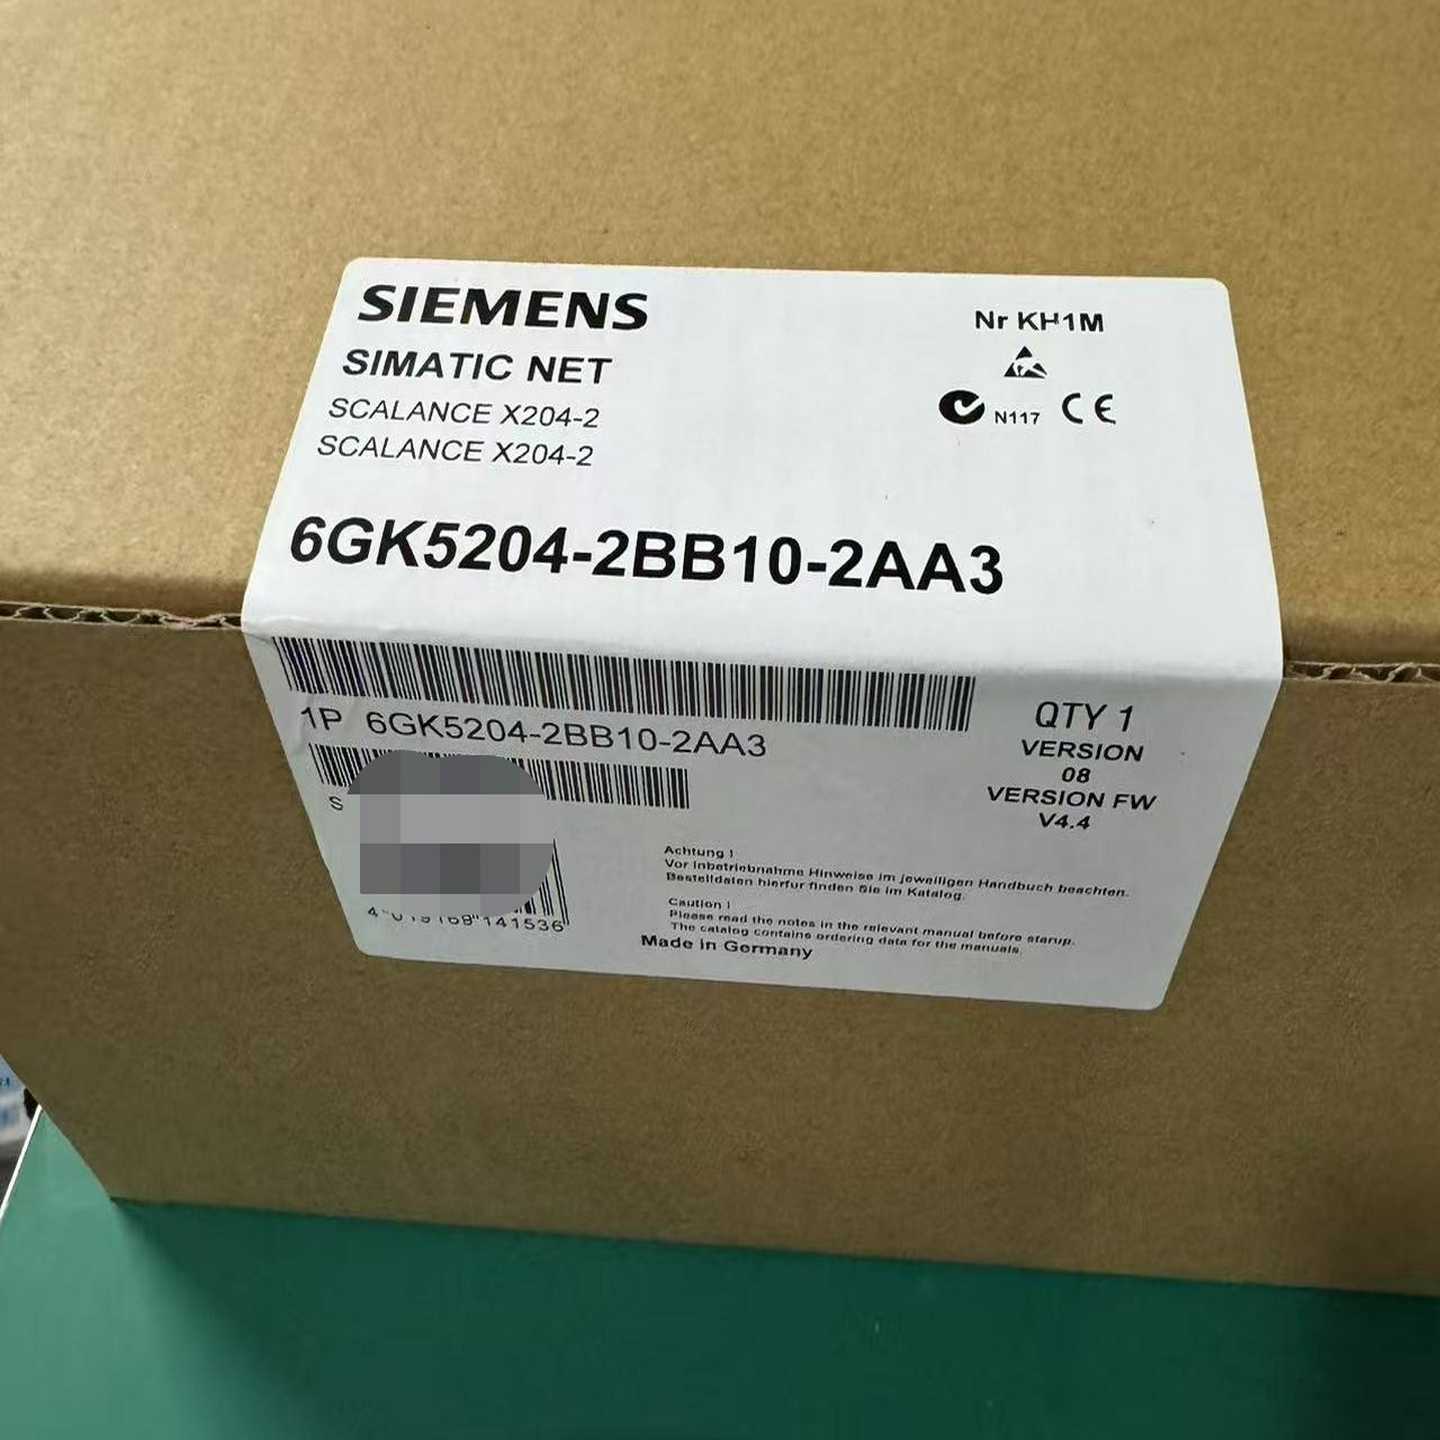 SIEMENS
Nr KH1M
SIMATIC NET
SCALANCE X204-2
N117 CE
SCALANCE X204-2
6GK5204-2BB10-2AA3
1P 6GK5204-2BB10-2AA3
QTY 1
VERSION
08
VERSION FW
V4.4
S
Achtung !
Vor Inbetriebnahme Hinweise im jeweiligen Handbuch beachten.
Bestelldaten hierfur finden Sie im Katalog.
Caution !
Please read the notes in the relevant manual before starup.
The catalog contains ordering data for the manuals.
Made in Germany
4 019169 141536